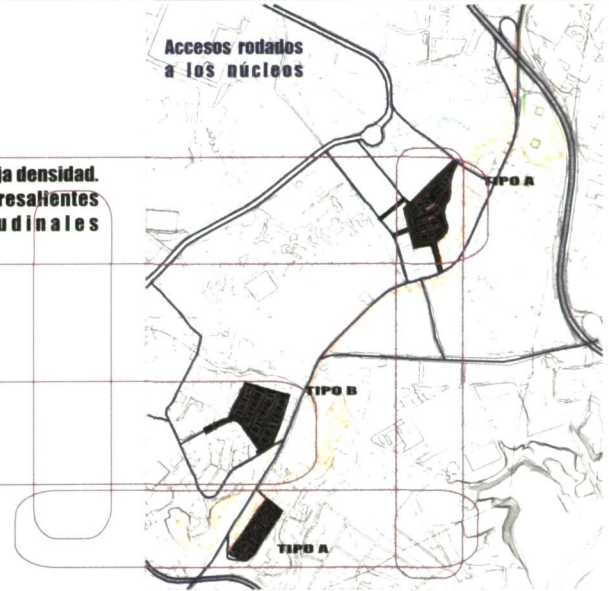 Accesos rodados
a los núcleos
ja densidad.
resalientes
udinales
TIPO A
TIPO B
TIPO A